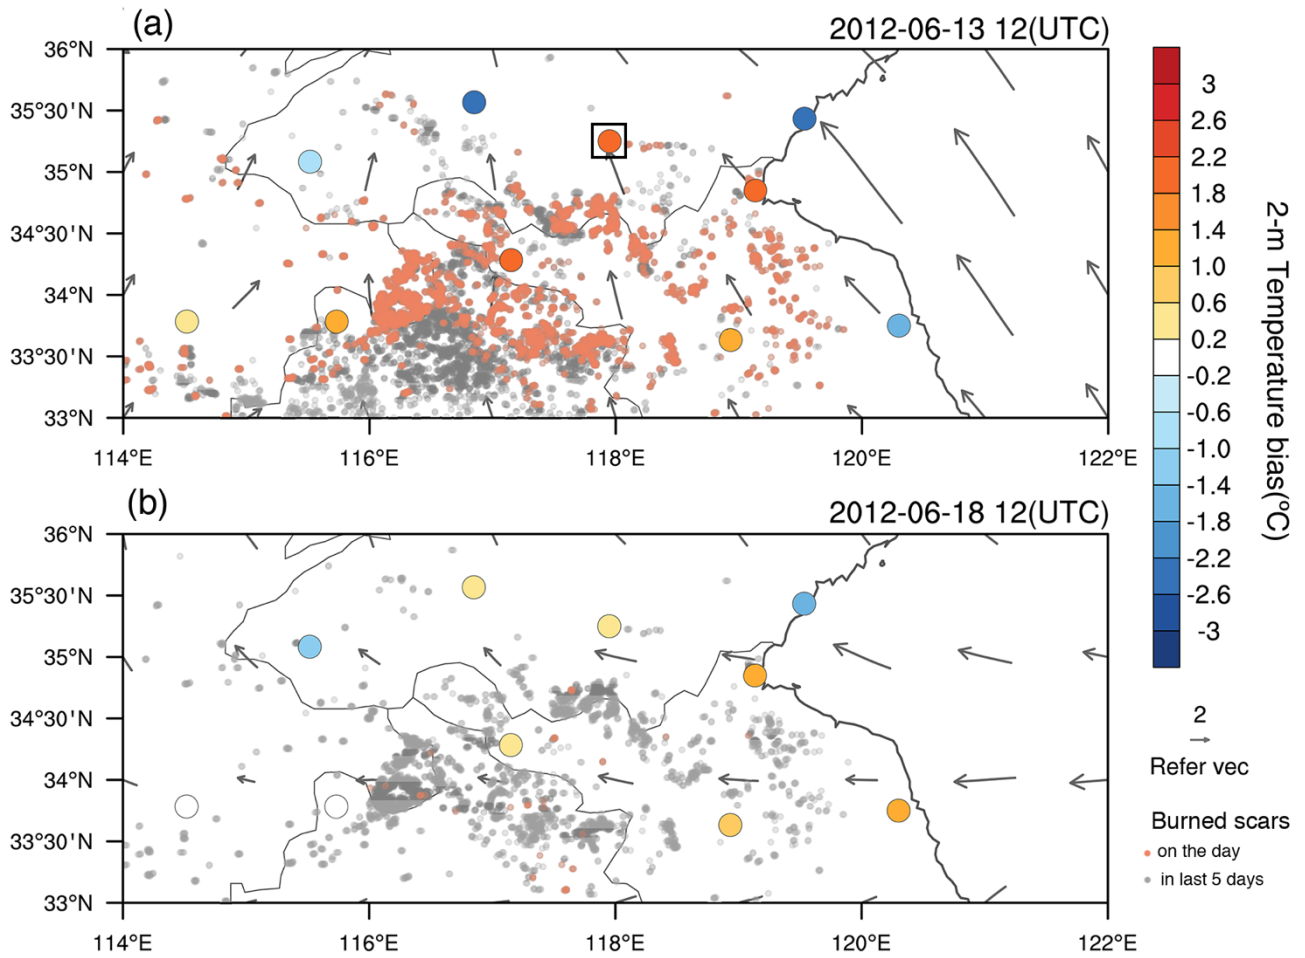 (a)
2012-06-13 12(UTC)
36°N
35°30'N
35°N
34°30'N
34°N
33°30'N
33°N
114°E 116°E 118°E 120°E 122°E
(b)
2012-06-18 12(UTC)
36°N
35°30'N
35°N
34°30'N
34°N
33°30'N
33°N
114°E 116°E 118°E 120°E 122°E
3
2.6
2.2
1.8
1.4
1.0
0.6
0.2
-0.2
-0.6
-1.0
-1.4
-1.8
-2.2
-2.6
-3
2-m Temperature bias(°C)
2
Refer vec
Burned scars
on the day
in last 5 days